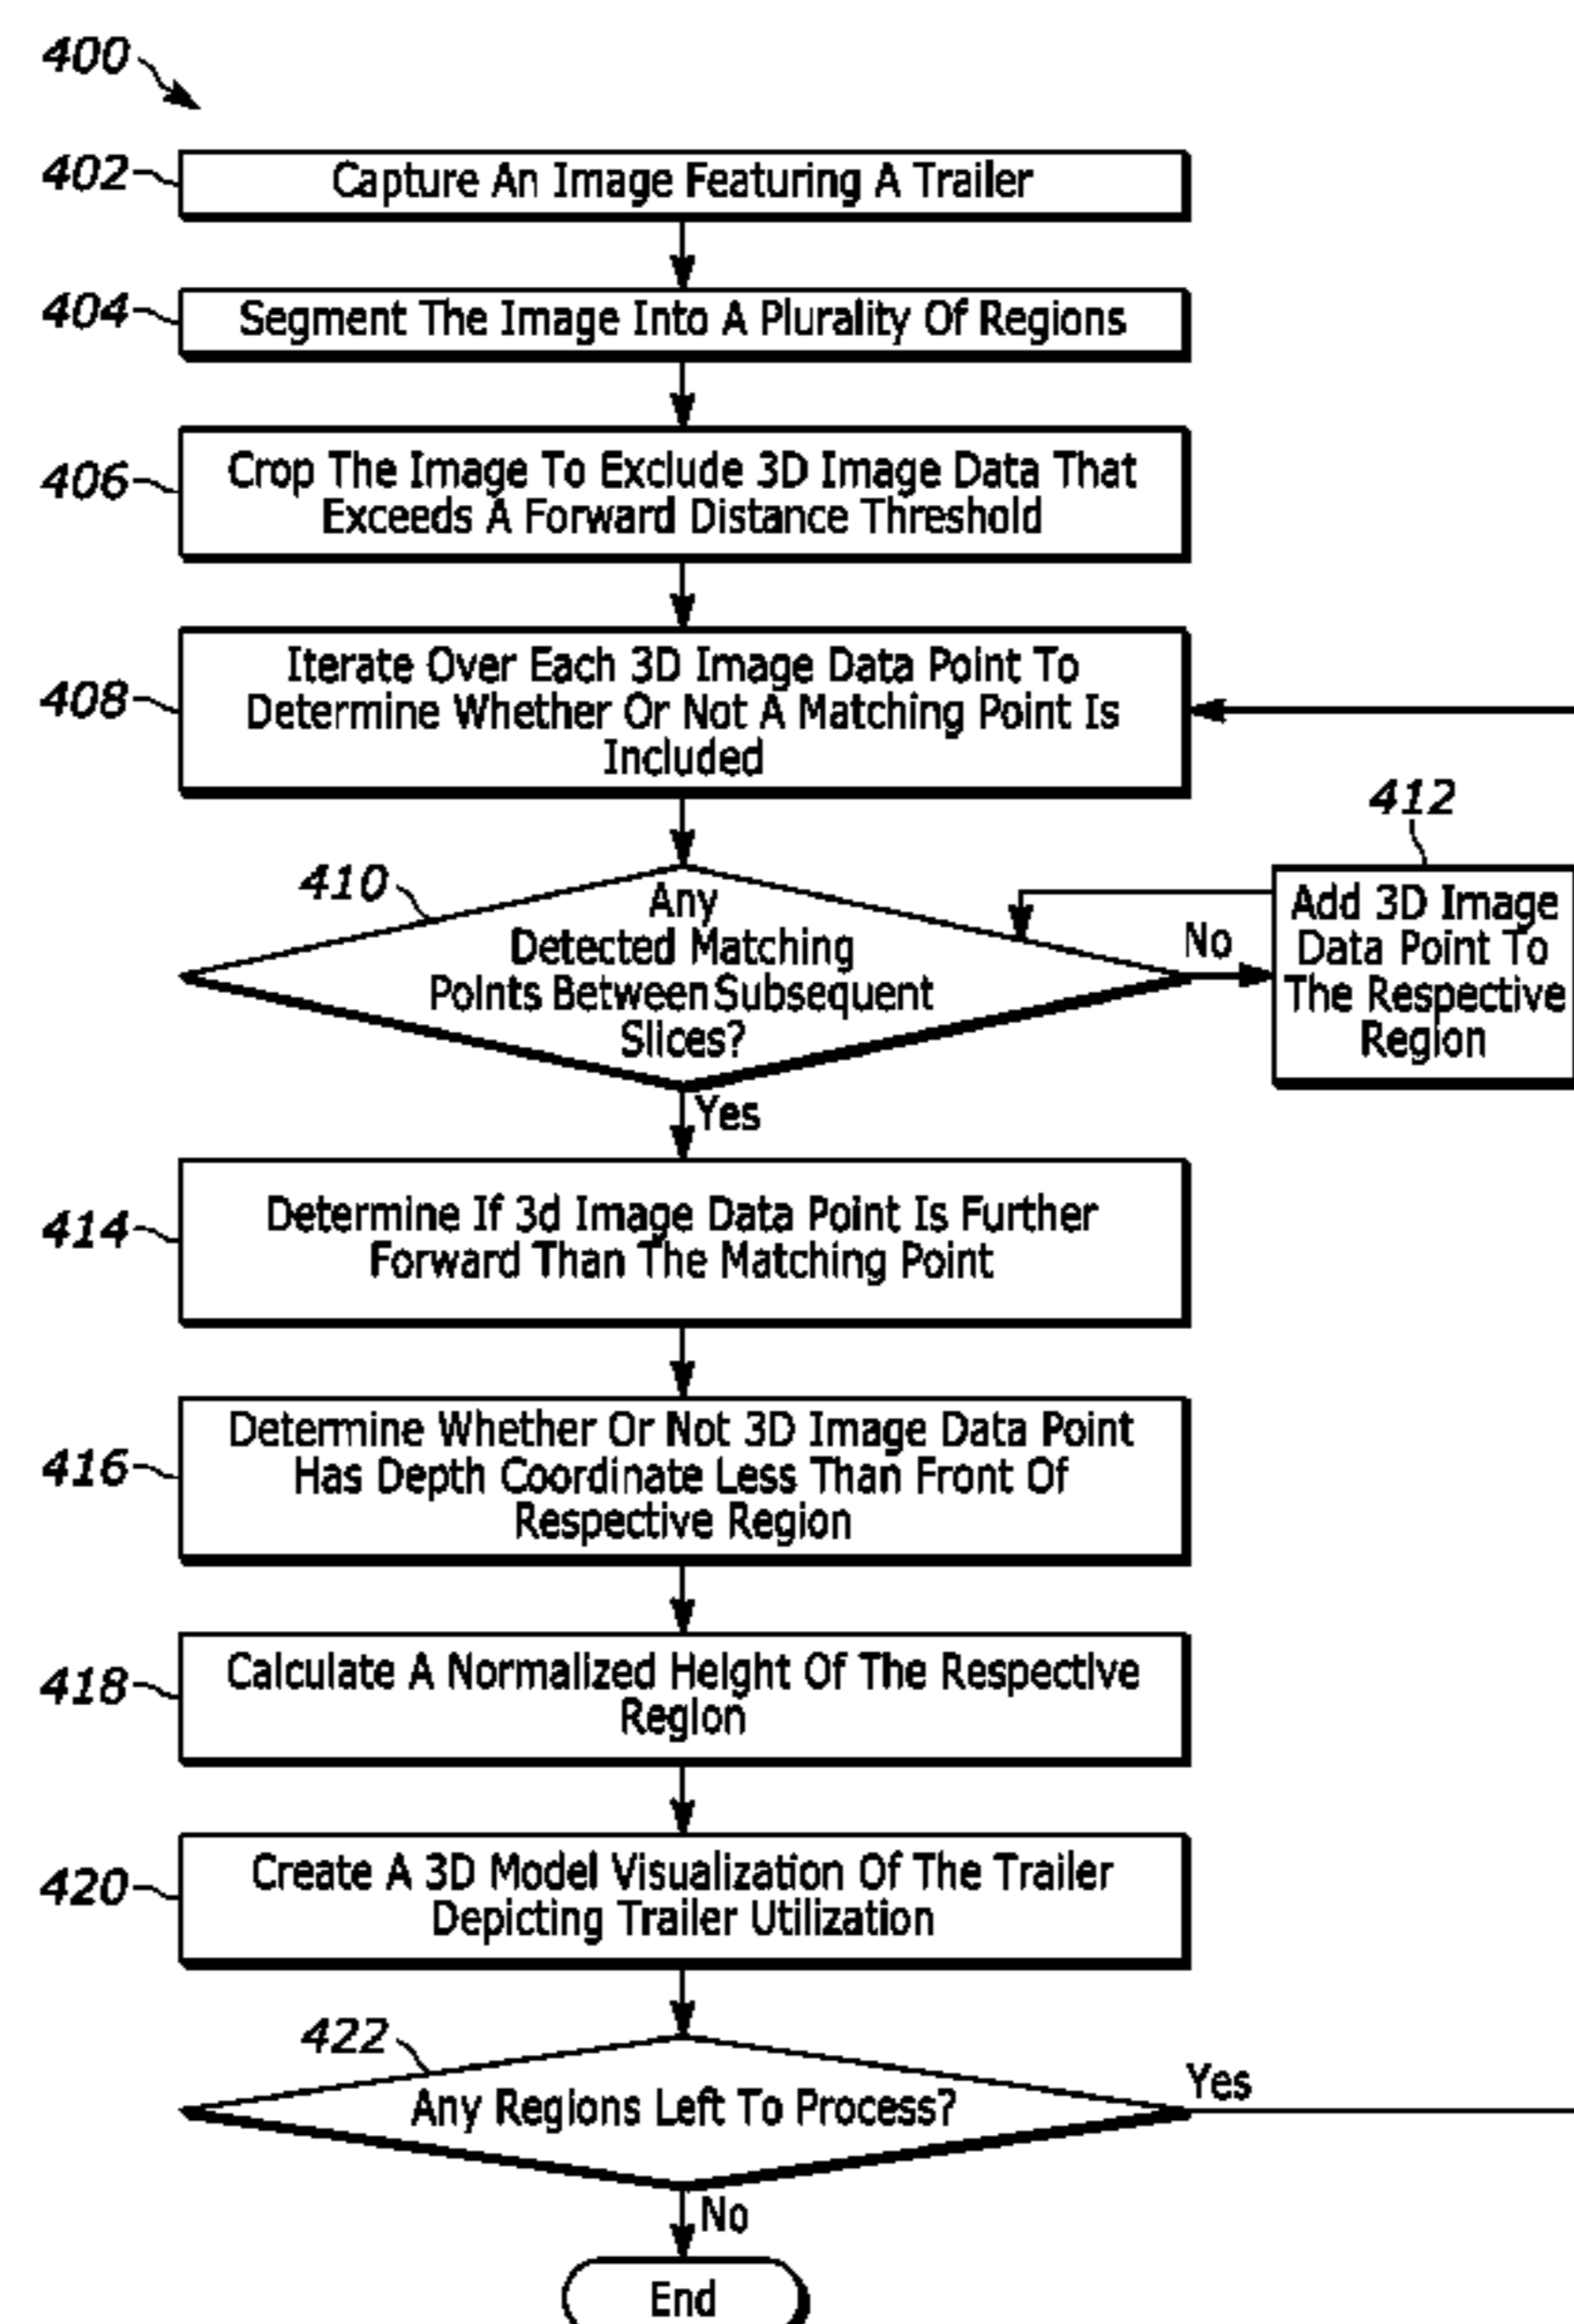 400
402
Capture An Image Featuring A Trailer
404
Segment The Image Into A Plurality Of Regions
406
Crop The Image To Exclude 3D Image Data That
Exceeds A Forward Distance Threshold
408
Iterate Over Each 3D Image Data Point To
Determine Whether Or Not A Matching Point Is
Included
410
Any
Detected Matching
Points Between Subsequent
Slices?
No
412
Add 3D Image
Data Point To
The Respective
Region
Yes
414
Determine If 3d Image Data Point Is Further
Forward Than The Matching Point
416
Determine Whether Or Not 3D Image Data Point
Has Depth Coordinate Less Than Front Of
Respective Region
418
Calculate A Normalized Height Of The Respective
Region
420
Create A 3D Model Visualization Of The Trailer
Depicting Trailer Utilization
422
Any Regions Left To Process?
Yes
No
End